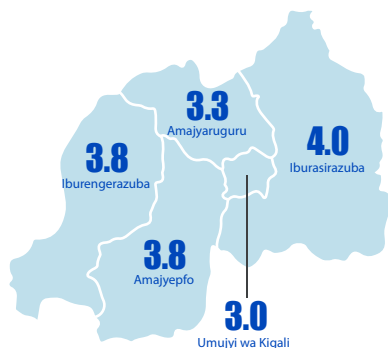 3.3
Amajyaruguru
4.0
Iburasirazuba
3.8
Iburengerazuba
3.8
Amajyepfo
3.0
Umujyi wa Kigali